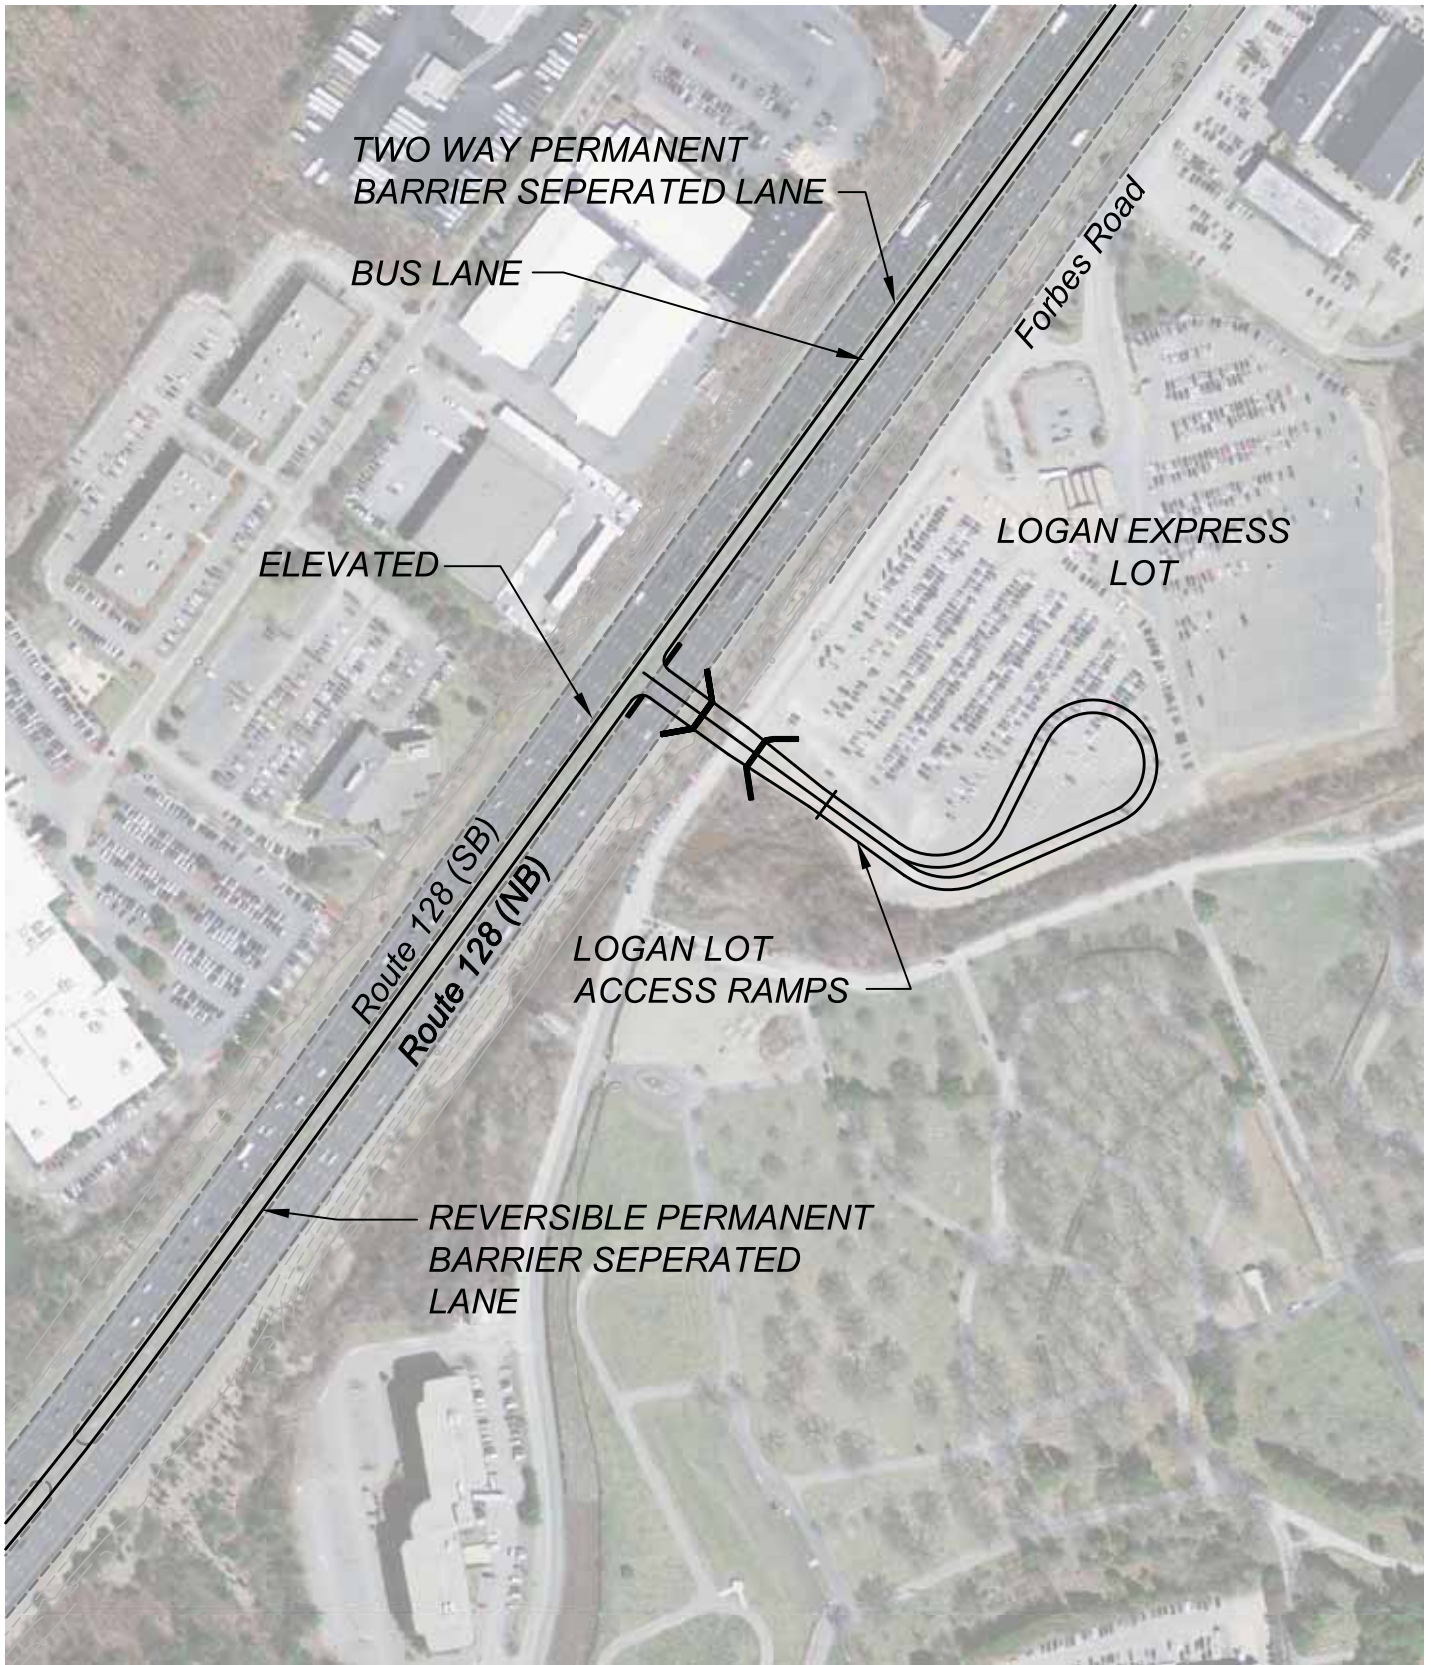 TWO WAY PERMANENT
BARRIER SEPERATED LANE
BUS LANE
Forbes Road
LOGAN EXPRESS
LOT
ELEVATED
Route 128 (SB)
Route 128 (NB)
LOGAN LOT
ACCESS RAMPS
REVERSIBLE PERMANENT
BARRIER SEPERATED
LANE